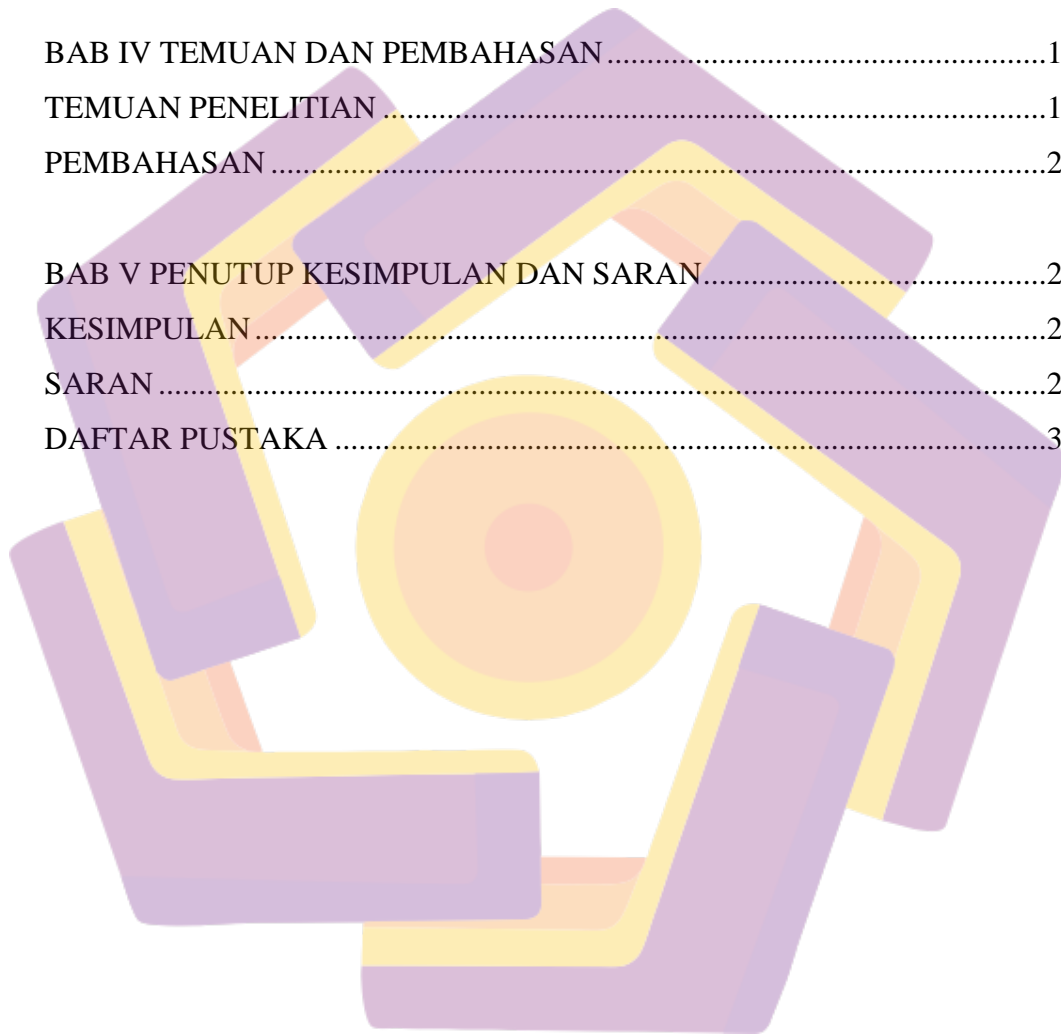 BAB IV TEMUAN DAN PEMBAHASAN.......................................................1
TEMUAN PENELITIAN...................................................................................1
PEMBAHASAN.................................................................................................2
BAB V PENUTUP KESIMPULAN DAN SARAN...........................................2
KESIMPULAN...................................................................................................2
SARAN...............................................................................................................2
DAFTAR PUSTAKA.........................................................................................3